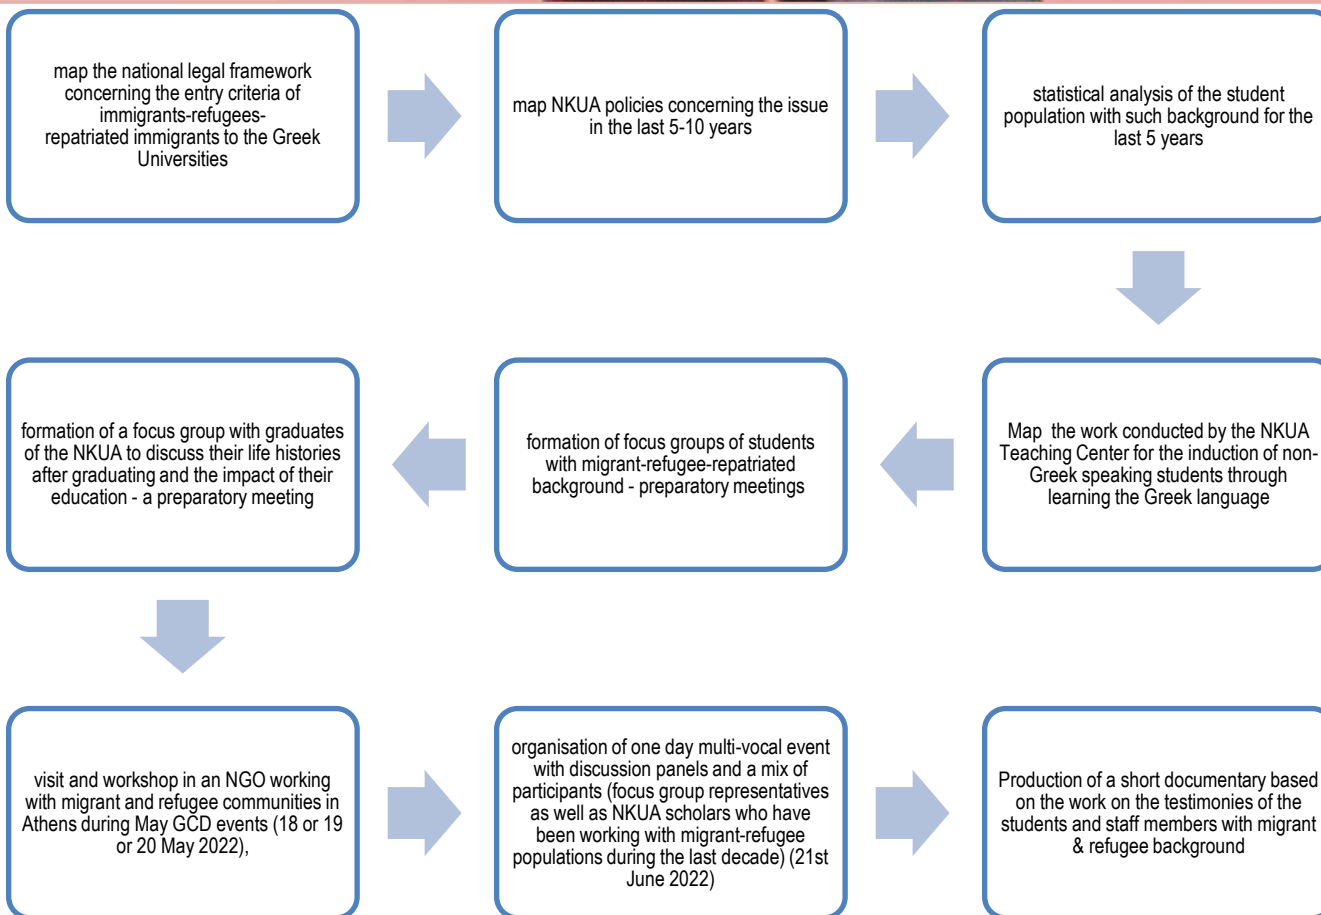 map the national legal framework
concerning the entry criteria of
immigrants-refugees-
repatriated immigrants to the Greek
Universities
map NKUA policies concerning the issue
in the last 5-10 years
statistical analysis of the student
population with such background for the
last 5 years
Map the work conducted by the NKUA
Teaching Center for the induction of non-
Greek speaking students through
learning the Greek language
formation of focus groups of students
with migrant-refugee-repatriated
background - preparatory meetings
formation of a focus group with graduates
of the NKUA to discuss their life histories
after graduating and the impact of their
education - a preparatory meeting
visit and workshop in an NGO working
with migrant and refugee communities in
Athens during May GCD events (18 or 19
or 20 May 2022),
organisation of one day multi-vocal event
with discussion panels and a mix of
participants (focus group representatives
as well as NKUA scholars who have
been working with migrant-refugee
populations during the last decade) (21st
June 2022)
Production of a short documentary based
on the work on the testimonies of the
students and staff members with migrant
& refugee background